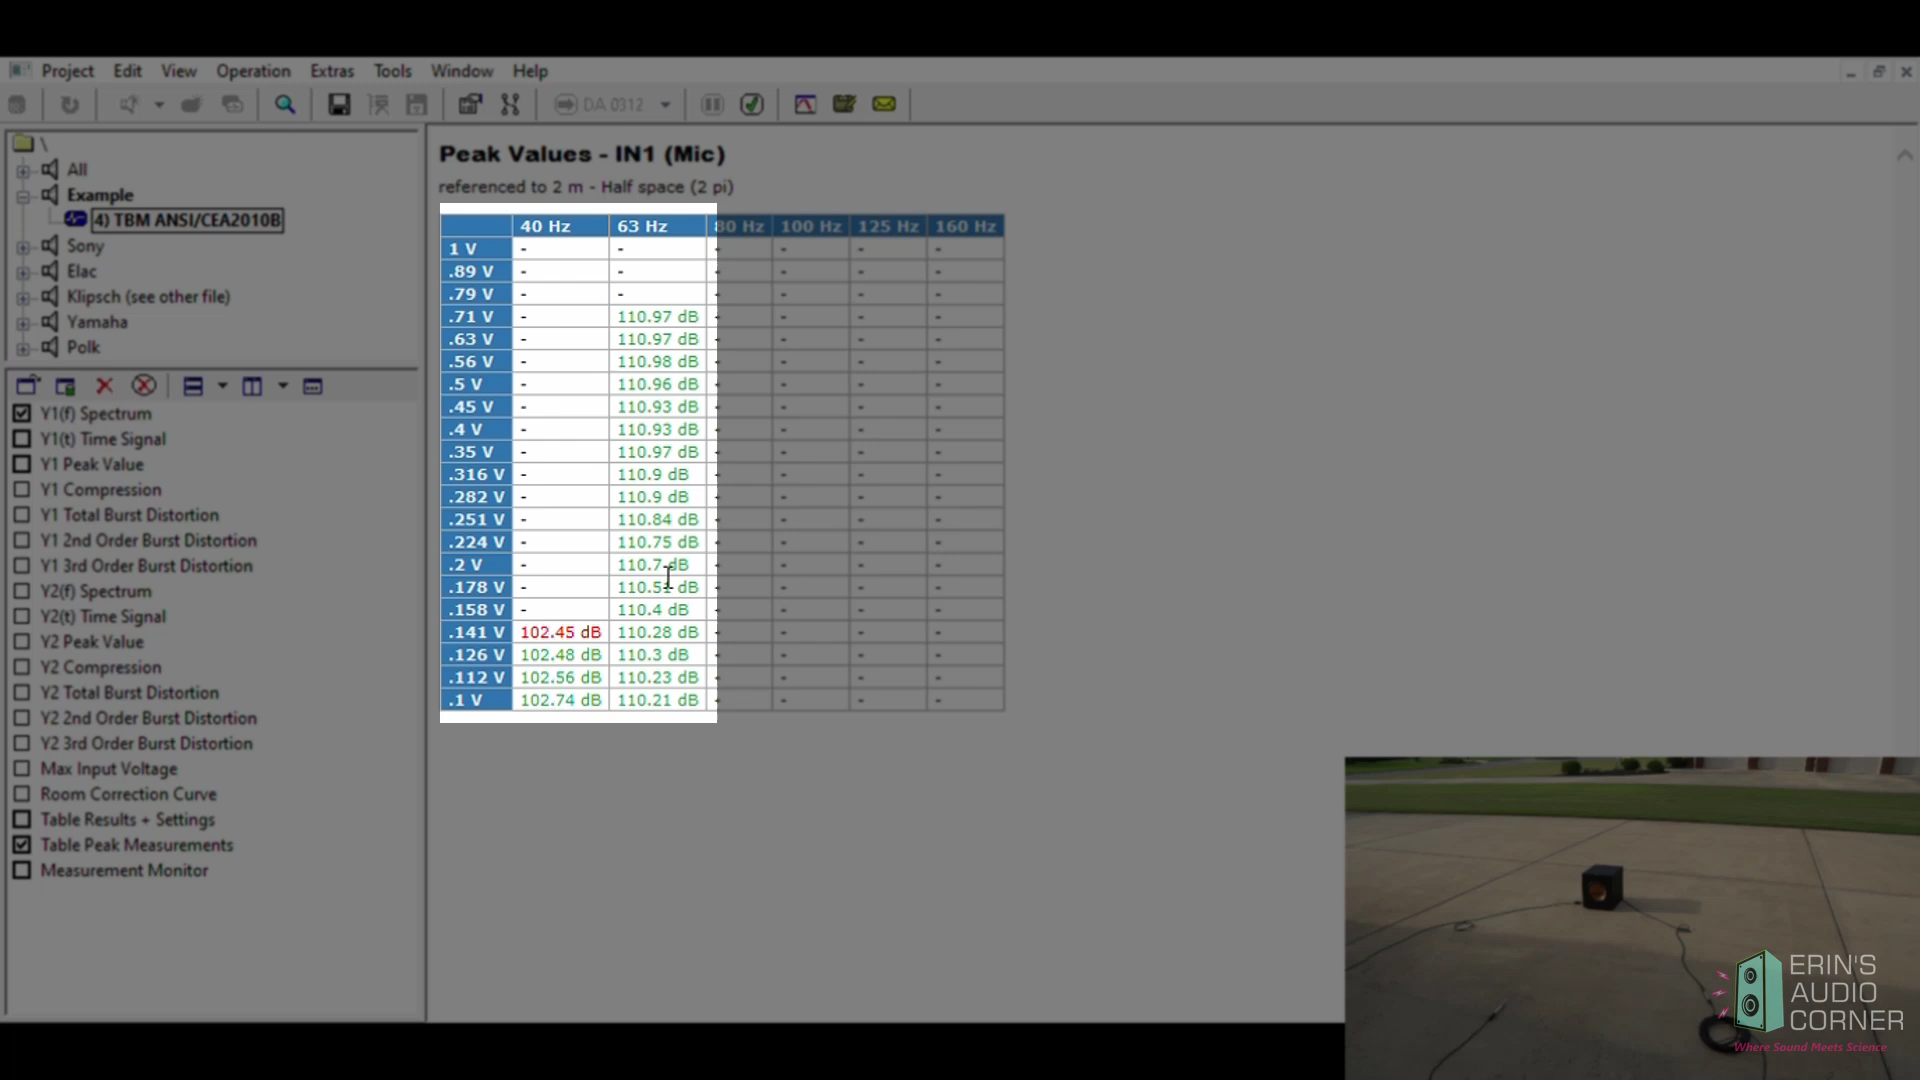 Project Edit View Operation Extras Tools Window Help
DA 0312
\
All
Example
4) TBM ANSI/CEA2010B
Sony
Elac
Klipsch (see other file)
Yamaha
Polk
Y1(f) Spectrum
Y1(t) Time Signal
Y1 Peak Value
Y1 Compression
Y1 Total Burst Distortion
Y1 2nd Order Burst Distortion
Y1 3rd Order Burst Distortion
Y2(f) Spectrum
Y2(t) Time Signal
Y2 Peak Value
Y2 Compression
Y2 Total Burst Distortion
Y2 2nd Order Burst Distortion
Y2 3rd Order Burst Distortion
Max Input Voltage
Room Correction Curve
Table Results + Settings
Table Peak Measurements
Measurement Monitor
Peak Values - IN1 (Mic)
referenced to 2 m - Half space (2 pi)
40 Hz 63 Hz 80 Hz 100 Hz 125 Hz 160 Hz
1 V - - - - - -
.89 V - - - - - -
.79 V - - - - - -
.71 V - 110.97 dB - - - -
.63 V - 110.97 dB - - - -
.56 V - 110.98 dB - - - -
.5 V - 110.96 dB - - - -
.45 V - 110.93 dB - - - -
.4 V - 110.93 dB - - - -
.35 V - 110.97 dB - - - -
.316 V - 110.9 dB - - - -
.282 V - 110.9 dB - - - -
.251 V - 110.84 dB - - - -
.224 V - 110.75 dB - - - -
.2 V - 110.7 dB - - - -
.178 V - 110.51 dB - - - -
.158 V - 110.4 dB - - - -
.141 V 102.45 dB 110.28 dB - - - -
.126 V 102.48 dB 110.3 dB - - - -
.112 V 102.56 dB 110.23 dB - - - -
.1 V 102.74 dB 110.21 dB - - - -
ERIN'S
AUDIO
CORNER
Where Sound Meets Science